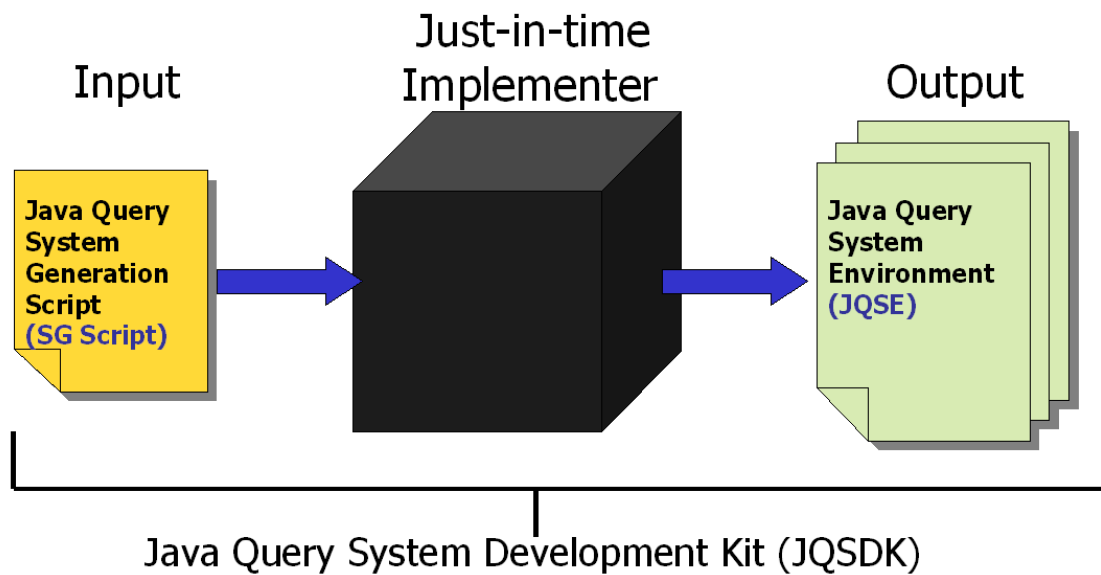 Input
Just-in-time
Implementer
Output
Java Query
System
Generation
Script
(SG Script)
Java Query
System
Environment
(JQSE)
Java Query System Development Kit (JQSDK)